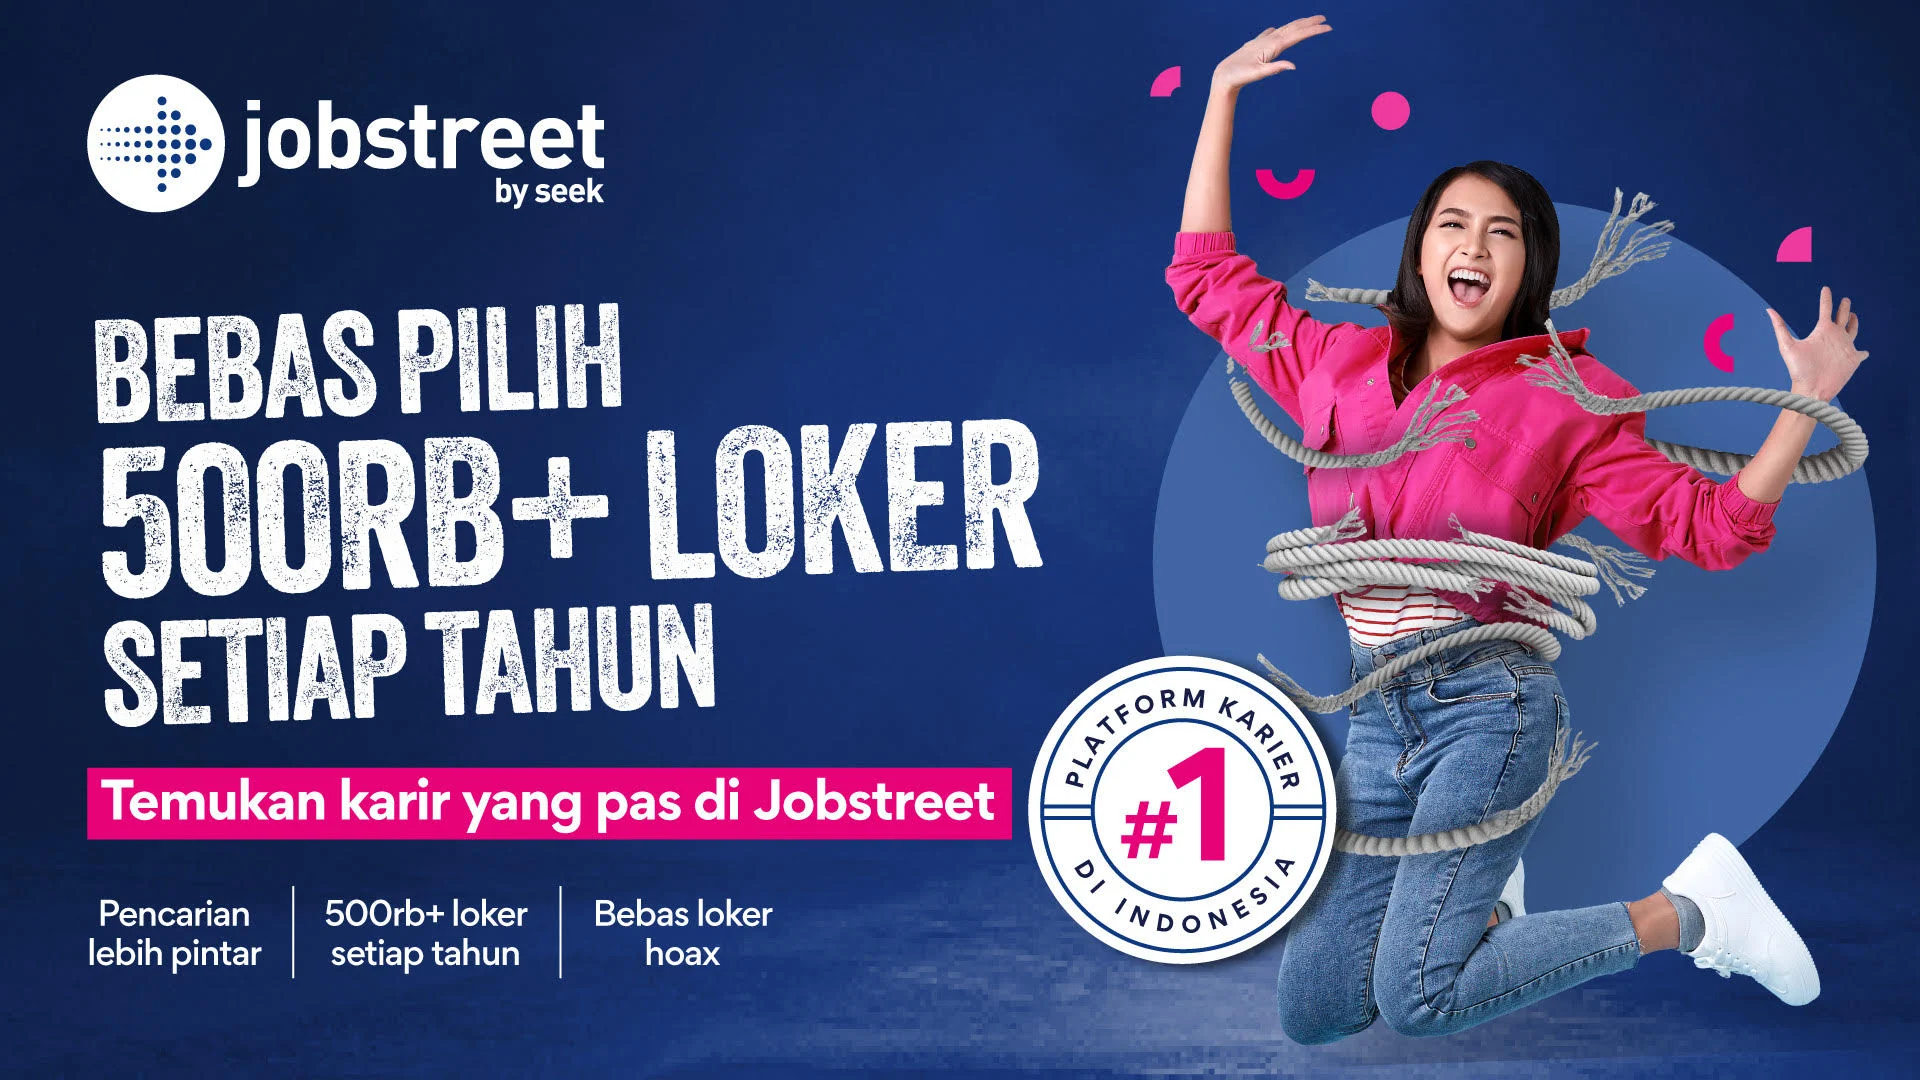 jobstreet
by seek
BEBAS PILIH
500RB+ LOKER
SETIAP TAHUN
Temukan karir yang pas di Jobstreet
Pencarian
lebih pintar
500rb+ loker
setiap tahun
Bebas loker
hoax
PLATFORM KARIER
#1
DI INDONESIA